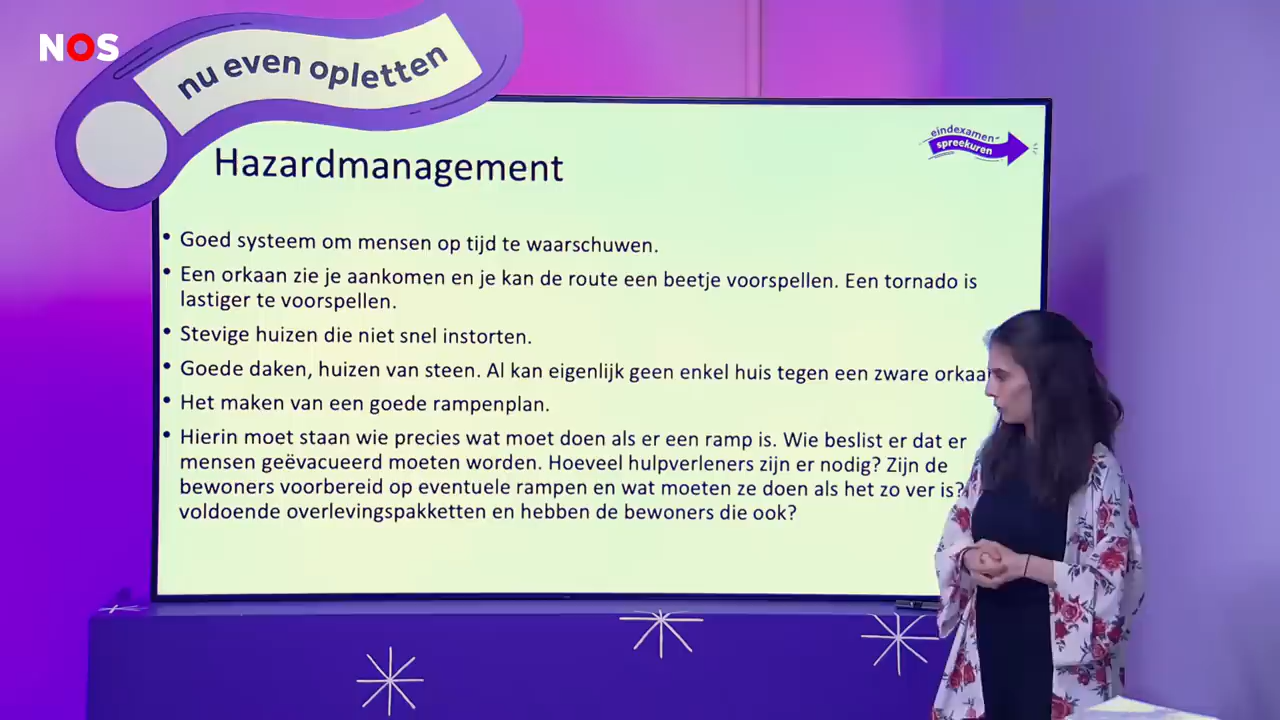 NOS
nu even opletten
eindexamen-
spreekuren
Hazardmanagement
• Goed systeem om mensen op tijd te waarschuwen.
• Een orkaan zie je aankomen en je kan de route een beetje voorspellen. Een tornado is
lastiger te voorspellen.
• Stevige huizen die niet snel instorten.
• Goede daken, huizen van steen. Al kan eigenlijk geen enkel huis tegen een zware
• Het maken van een goede rampenplan.
• Hierin moet staan wie precies wat moet doen als er een ramp is. Wie beslist er dat er
mensen geëvacueerd moeten worden. Hoeveel hulpverleners zijn er nodig? Zijn de
bewoners voorbereid op eventuele rampen en wat moeten ze doen als het zo ver is?
voldoende overlevingspakketten en hebben de bewoners die ook?